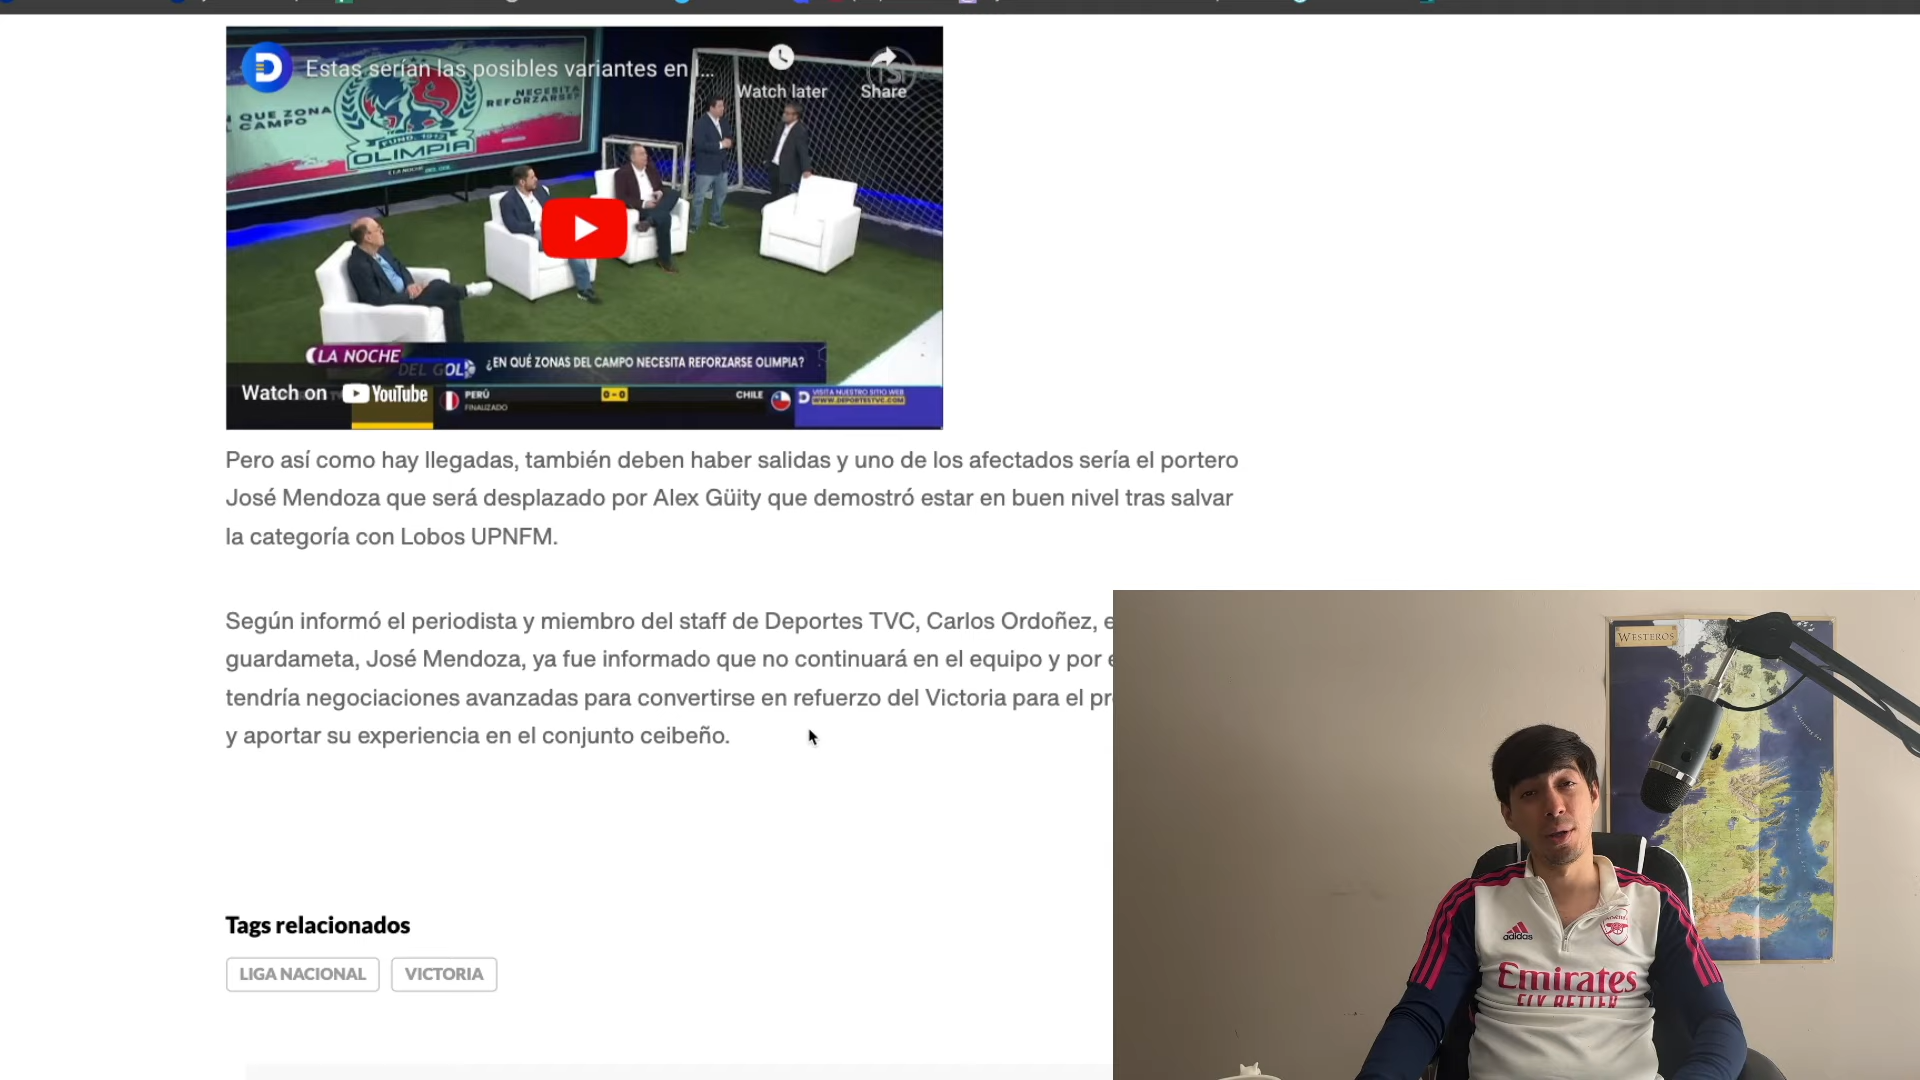 Estas serían las posibles variantes en l...
Watch later
Share
EN QUE ZONA
CAMPO
NECESITA
REFORZARSE?
FUND. 1912
OLIMPIA
LA NOCHE
DEL GOL
¿EN QUÉ ZONAS DEL CAMPO NECESITA REFORZARSE OLIMPIA?
Watch on YouTube
PERÚ
FINALIZADO
0 - 0
CHILE
VISITA NUESTRO SITIO WEB
WWW.DEPORTESTVC.COM
Pero así como hay llegadas, también deben haber salidas y uno de los afectados sería el portero
José Mendoza que será desplazado por Alex Güity que demostró estar en buen nivel tras salvar
la categoría con Lobos UPNFM.
Según informó el periodista y miembro del staff de Deportes TVC, Carlos Ordoñez, e
guardameta, José Mendoza, ya fue informado que no continuará en el equipo y por e
tendría negociaciones avanzadas para convertirse en refuerzo del Victoria para el pr
y aportar su experiencia en el conjunto ceibeño.
WESTEROS
adidas
Emirates
FLY BETTER
Tags relacionados
LIGA NACIONAL
VICTORIA